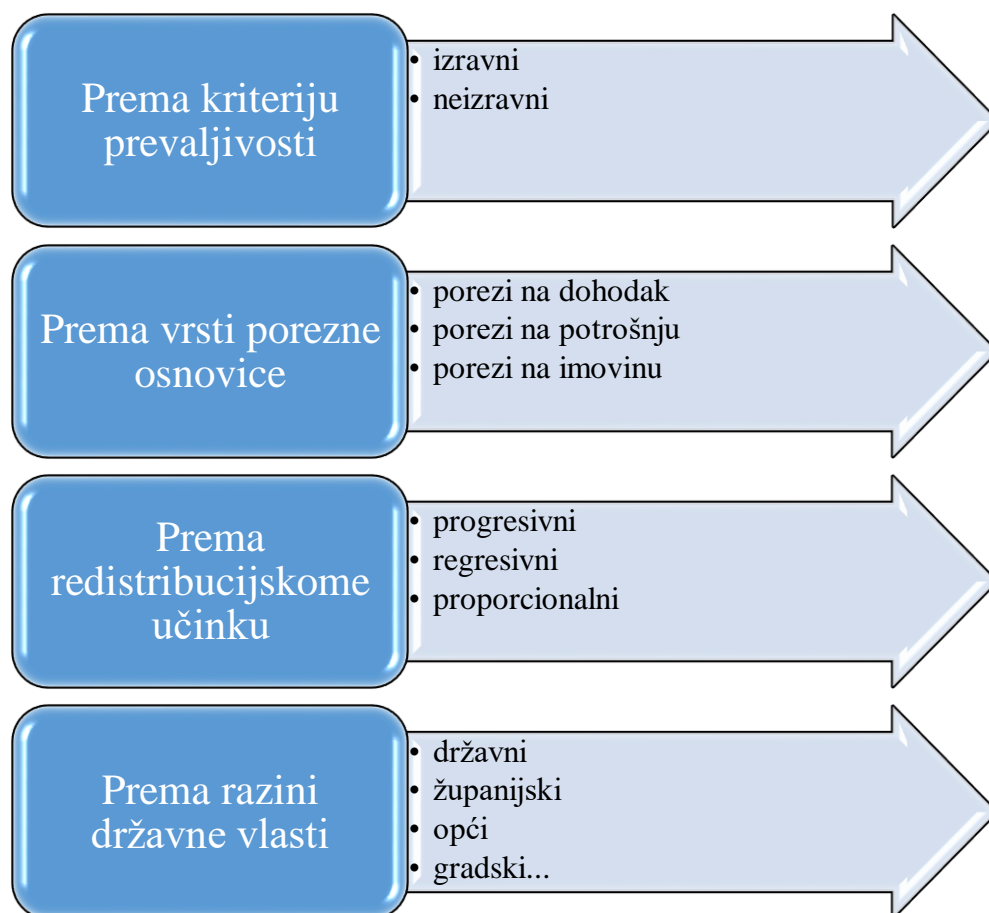 Prema kriteriju
prevaljivosti
• izravni
• neizravni
Prema vrsti porezne
osnovice
• porezi na dohodak
• porezi na potrošnju
• porezi na imovinu
Prema
redistribucijskome
učinku
• progresivni
• regresivni
• proporcionalni
Prema razini
državne vlasti
• državni
• županijski
• opći
• gradski...